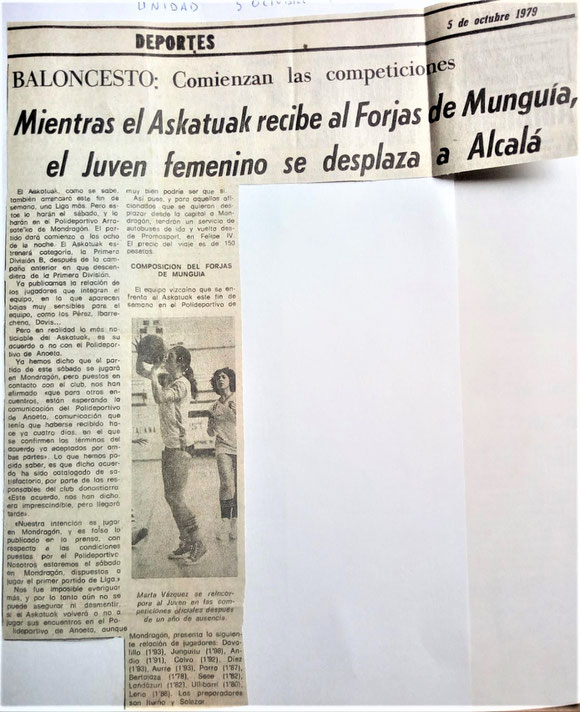 UNIDAD 5
5 de octubre 1979
DEPORTES
BALONCESTO: Comienzan las competiciones
Mientras el Askatuak recibe al Forjas de Munguía,
el Juven femenino se desplaza a Alcalá
El Askatuak, como se sabe,
también arrancará este fin de
semana, una Liga más. Pero es-
tos lo harán el sábado, y lo
harán en el Polideportivo Arra-
sate'ko de Mondragón. El par-
tido dará comienzo a las ocho
de la noche. El Askatuak es-
trenará categoría, la Primera
División B, después de la cam-
paña anterior en que descen-
diera de la Primera División.
Ya publicamos la relación de
los jugadores que integran el
equipo, en la que aparecen
bajas muy sensibles para el
equipo, como los Pérez, Ibarre-
chena, Davis...
Pero en realidad lo más no-
ticiable del Askatuak, es su
acuerdo o no con el Polidepor-
tivo de Anoeta.
Ya hemos dicho que el par-
tido de este sábado se jugará
en Mondragón, pero puestos en
contacto con el club, nos han
afirmado «que para otros en-
cuentros, están esperando la
comunicación del Polideportivo
de Anoeta, comunicación que
tenía que haberse recibido ha-
ce ya cuatro días, en el que
se confirmen los términos del
acuerdo ya aceptados por am-
bas partes». Lo que hemos po-
dido saber, es que dicho acuer-
do ha sido catalogado de sa-
tisfactorio, por parte de los res-
ponsables del club donostiarra
«Este acuerdo, nos han dicho,
era imprescindible, pero llegará
tarde».
«Nuestra intención es jugar
en Mondragón, y es falso lo
publicado en la prensa, con
respecto a las condiciones
puestas por el Polideportivo
Nosotros estaremos el sábado
en Mondragón, dispuestos a
jugar el primer partido de Liga.»
Nos fue imposible averiguar
más, y por lo tanto aún no se
puede asegurar ni desmentir,
si el Askatuak volverá o no a
jugar sus encuentros en el Po-
lideportivo de Anoeta, aunque
muy bien podría ser que sí.
Así pues, y para aquellos afi-
cionados que se quieran des-
plazar desde la capital a Mon-
dragón, tendrán un servicio de
autobuses de ida y vuelta des-
de Promosport, en Felipe IV.
El precio del viaje es de 150
pesetas.
COMPOSICION DEL FORJAS
DE MUNGUIA
El equipo vizcaíno que se en-
frenta al Askatuak este fin de
semana en el Polideportivo de
Marta Vázquez se reincor-
pora al Juven en las com-
peticiones oficiales después
de un año de ausencia.
Mondragón, presenta la siguien-
te relación de jugadores: Dova-
lillo (1'93), Junguitu (1'98), An-
dío (1'91), Calvo (1'92), Díez
(1'93), Aurre (1'93), Parra (1'87),
Bertoloza (1'78), Sese (1'82),
Landázuri (1'81), Ullíbarri (1'80),
Leria (1'88). Los preparadores
son Iturri­o y Salazar.